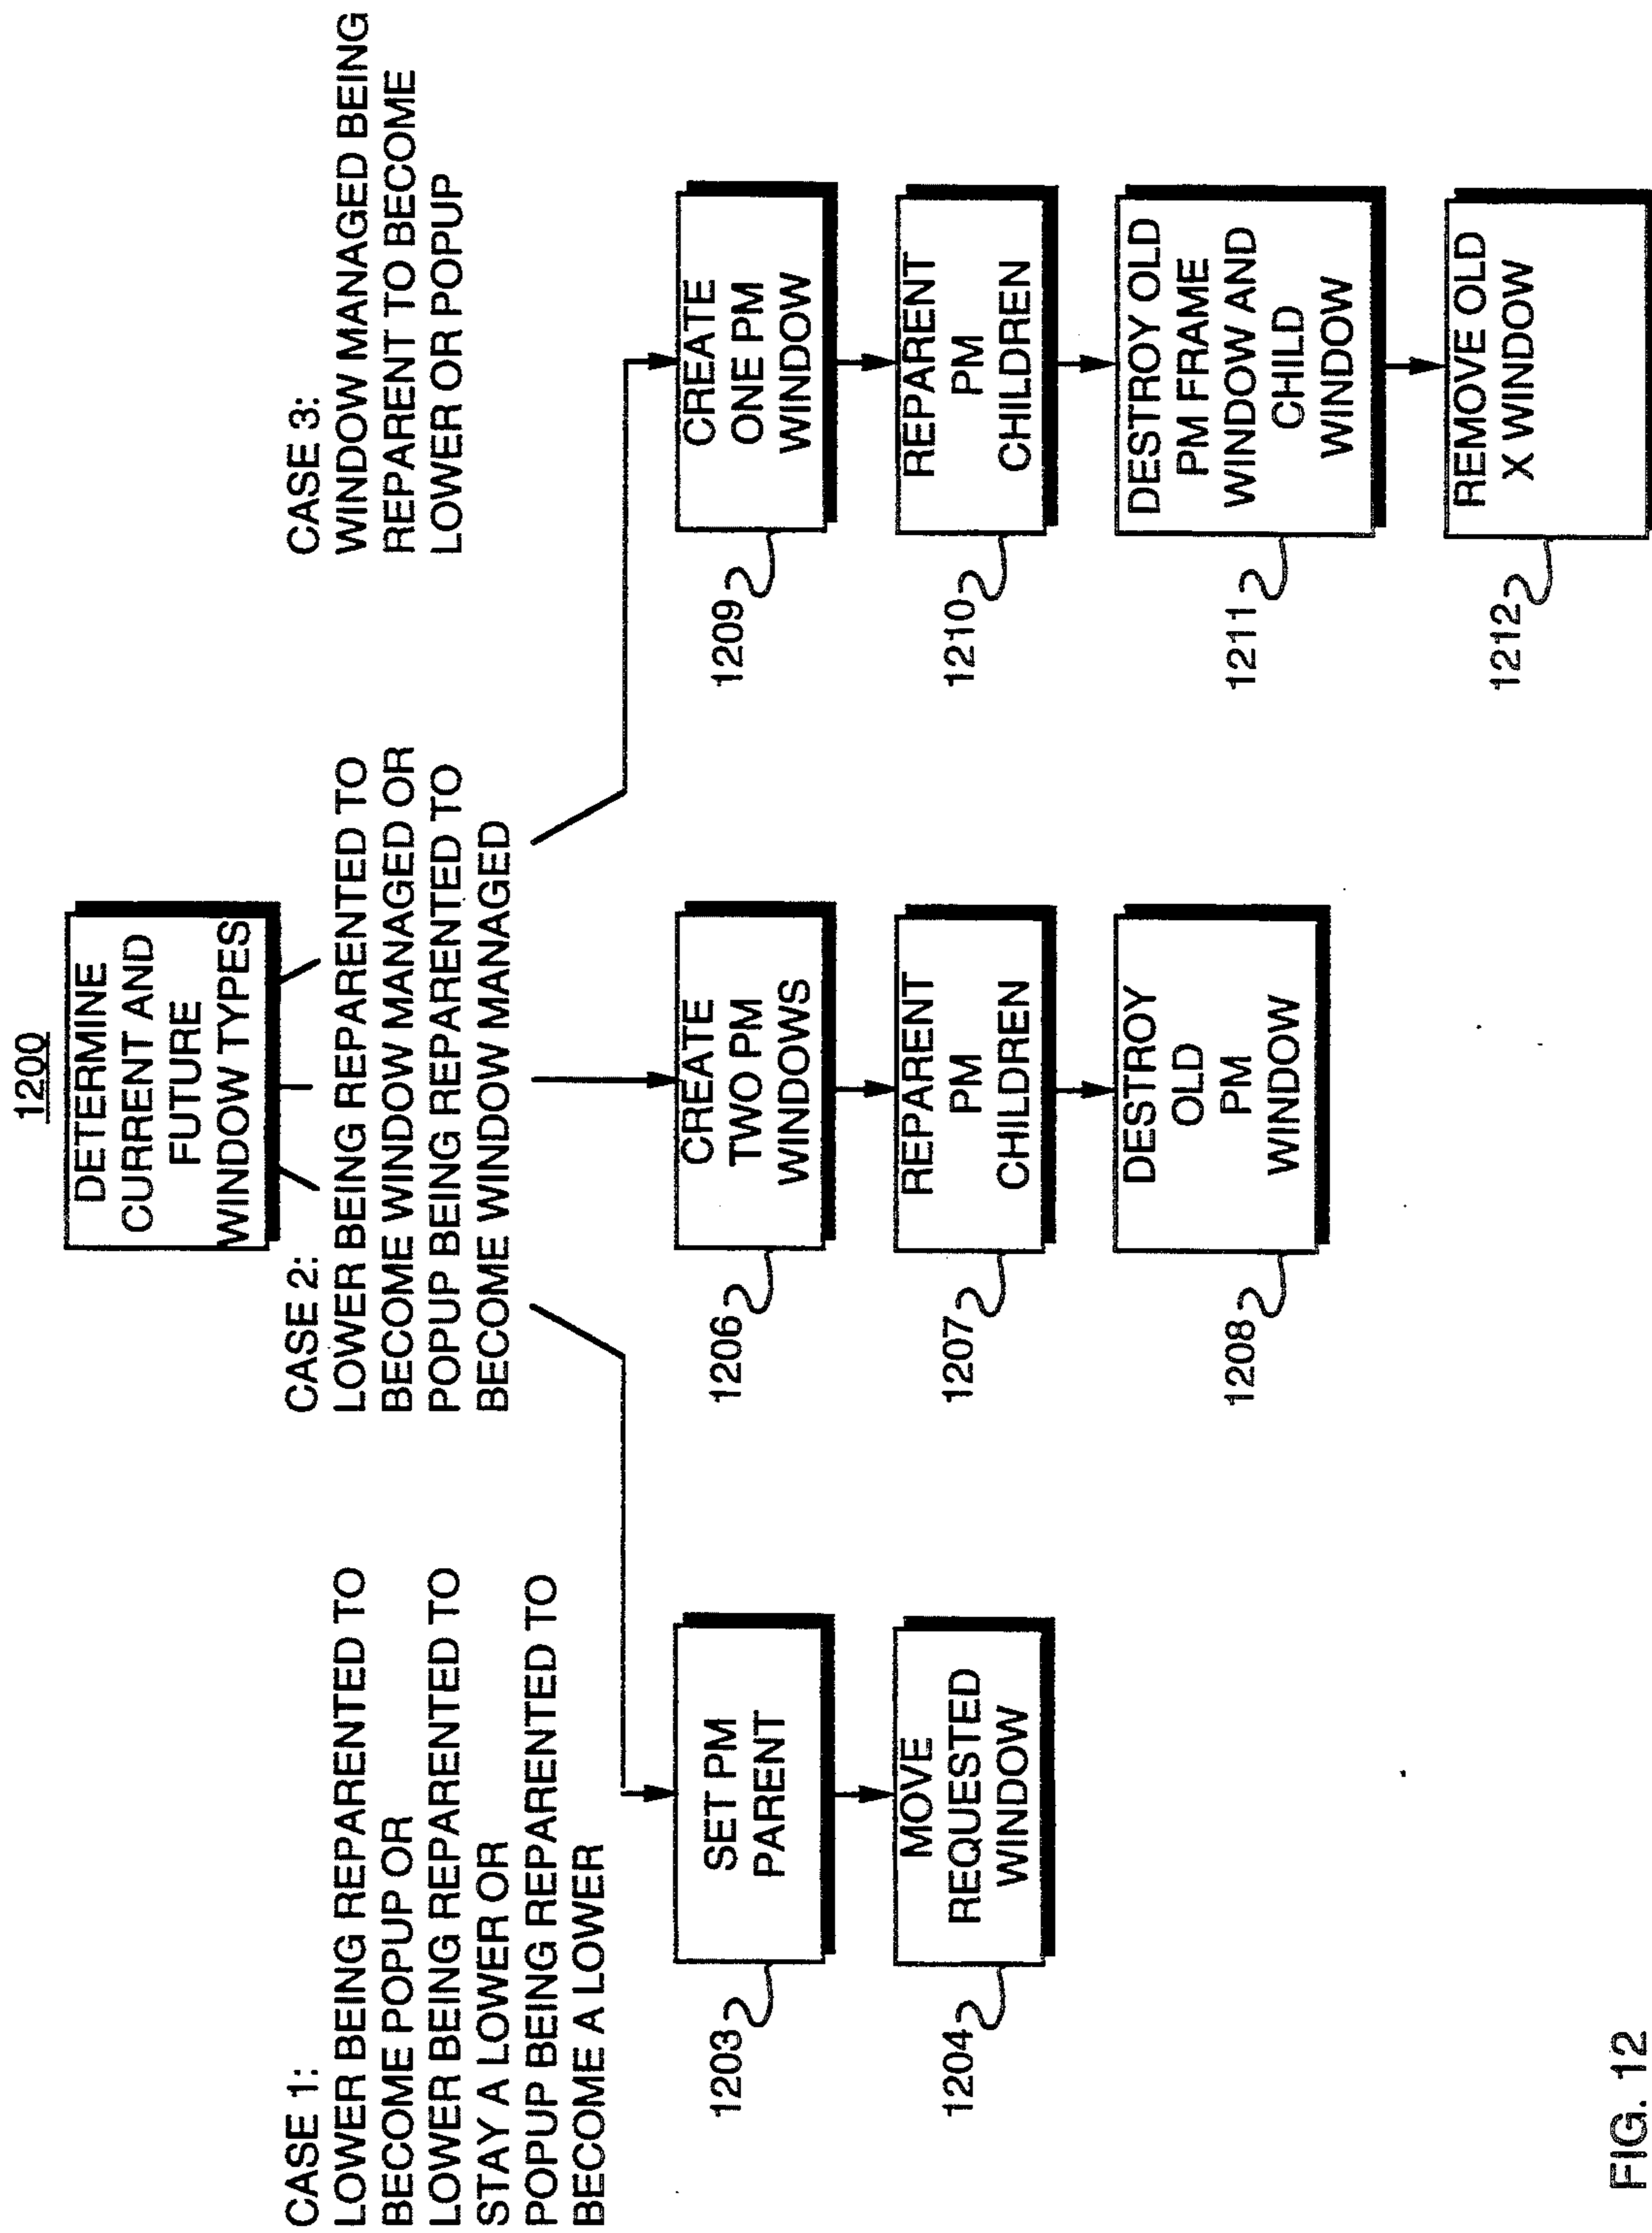 1200
DETERMINE
CURRENT AND
FUTURE
WINDOW TYPES
CASE 1:
LOWER BEING REPARENTED TO
BECOME POPUP OR
LOWER BEING REPARENTED TO
STAY A LOWER OR
POPUP BEING REPARENTED TO
BECOME A LOWER
CASE 2:
LOWER BEING REPARENTED TO
BECOME WINDOW MANAGED OR
POPUP BEING REPARENTED TO
BECOME WINDOW MANAGED
CASE 3:
WINDOW MANAGED BEING
REPARENT TO BECOME
LOWER OR POPUP
1203
SET PM
PARENT
1204
MOVE
REQUESTED
WINDOW
1206
CREATE
TWO PM
WINDOWS
1207
REPARENT
PM
CHILDREN
1208
DESTROY
OLD
PM
WINDOW
1209
CREATE
ONE PM
WINDOW
1210
REPARENT
PM
CHILDREN
1211
DESTROY OLD
PM FRAME
WINDOW AND
CHILD
WINDOW
1212
REMOVE OLD
X WINDOW
FIG. 12